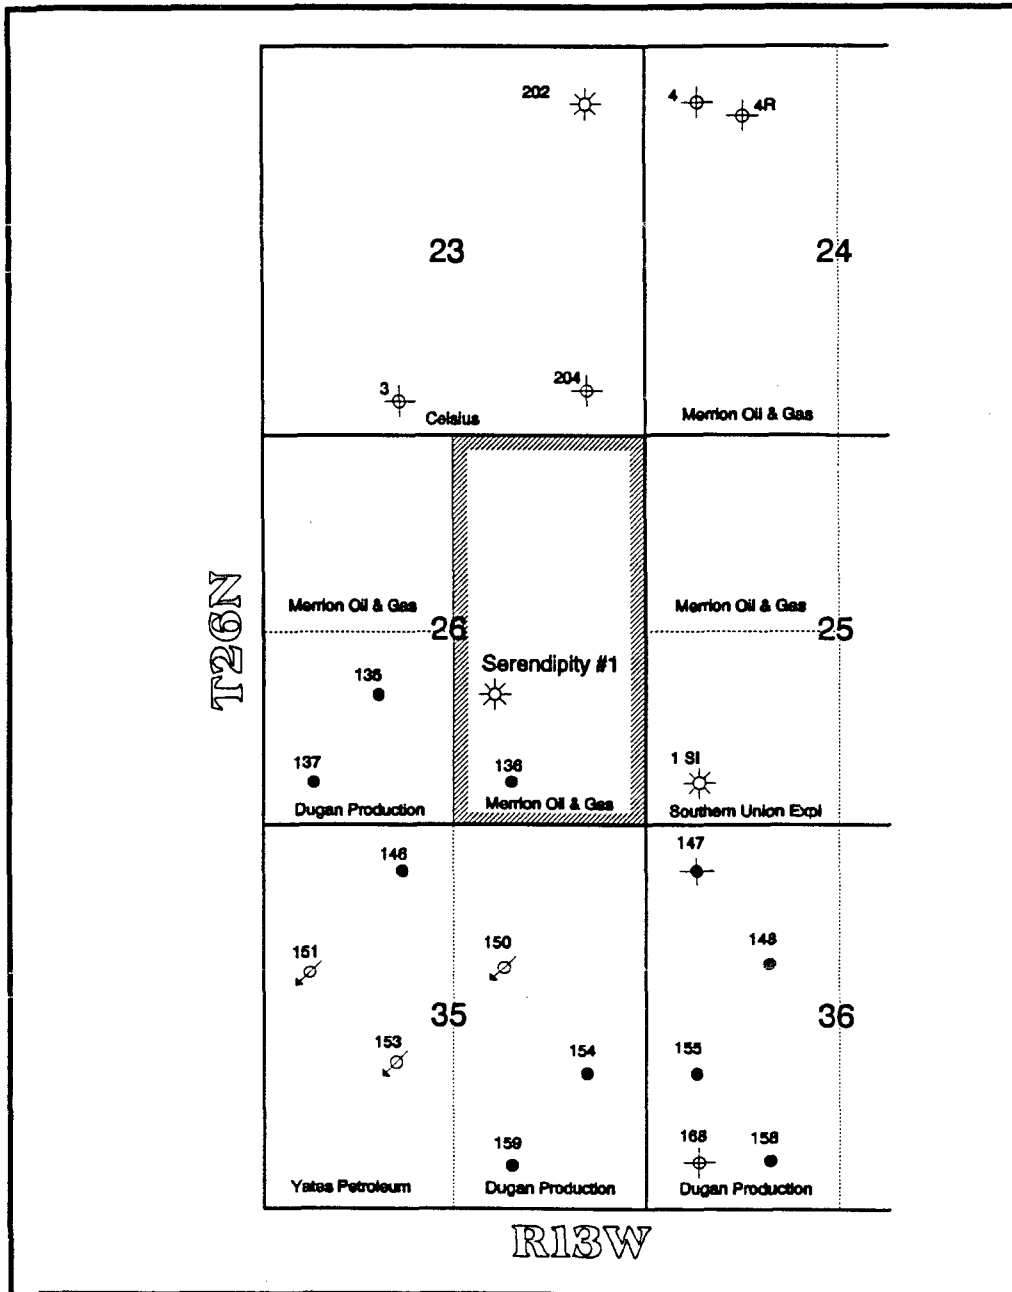 202
4
4R
23
24
3
204
Celsius
Merrion Oil & Gas
T26N
Merrion Oil & Gas
Merrion Oil & Gas
26
25
Serendipity #1
135
137
136
1 SI
Dugan Production
Merrion Oil & Gas
Southern Union Expl
146
147
151
150
148
35
36
153
154
155
159
168
158
Yates Petroleum
Dugan Production
Dugan Production
R13W